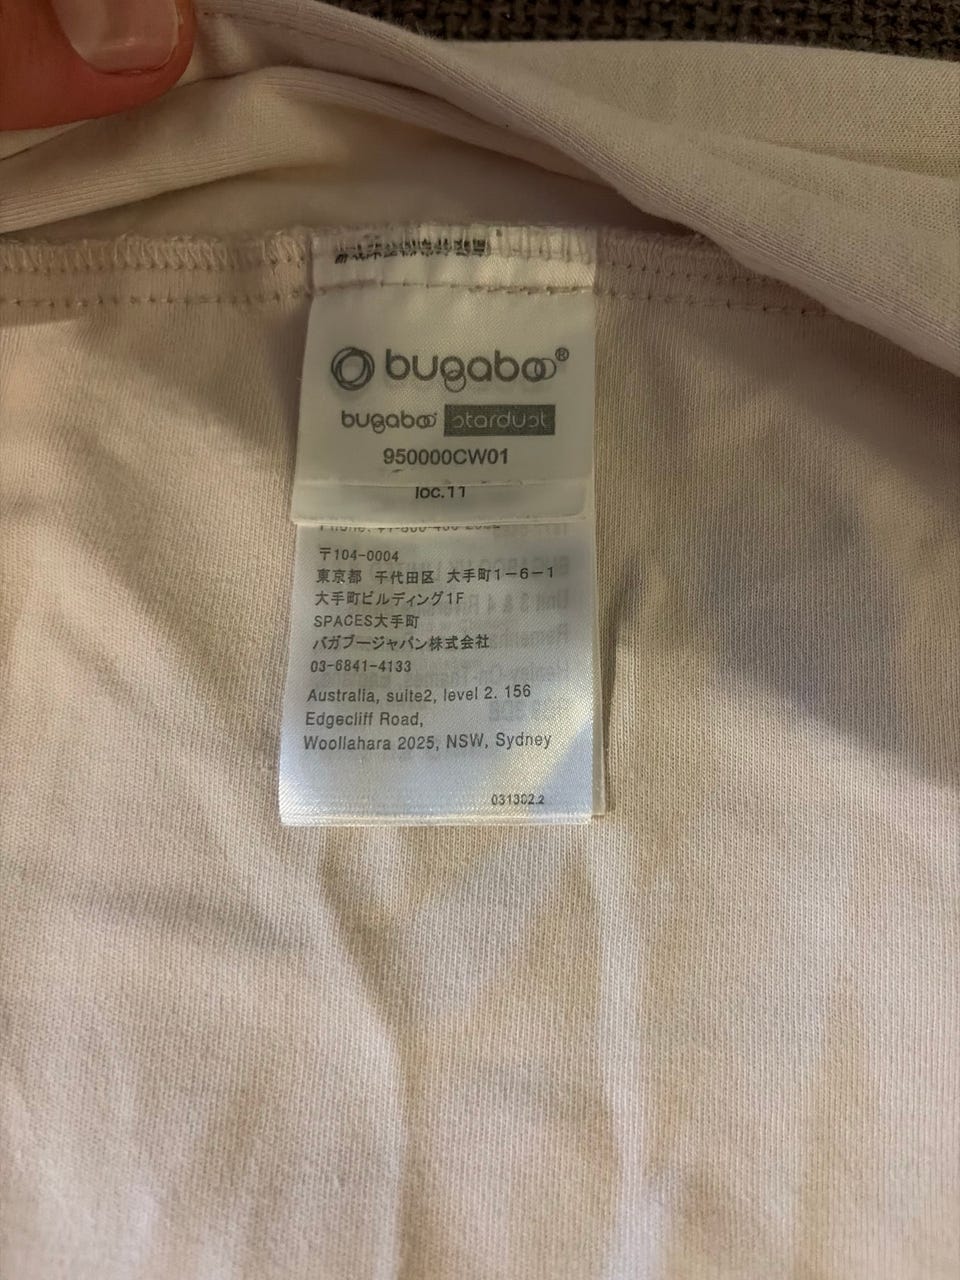 bugaboo®
bugaboo stardust
950000CW01
loc.11
〒104-0004
東京都 千代田区 大手町1-6-1
大手町ビルディング1F
SPACES大手町
バガブージャパン株式会社
03-6841-4133
Australia, suite2, level 2. 156
Edgecliff Road,
Woollahara 2025, NSW, Sydney